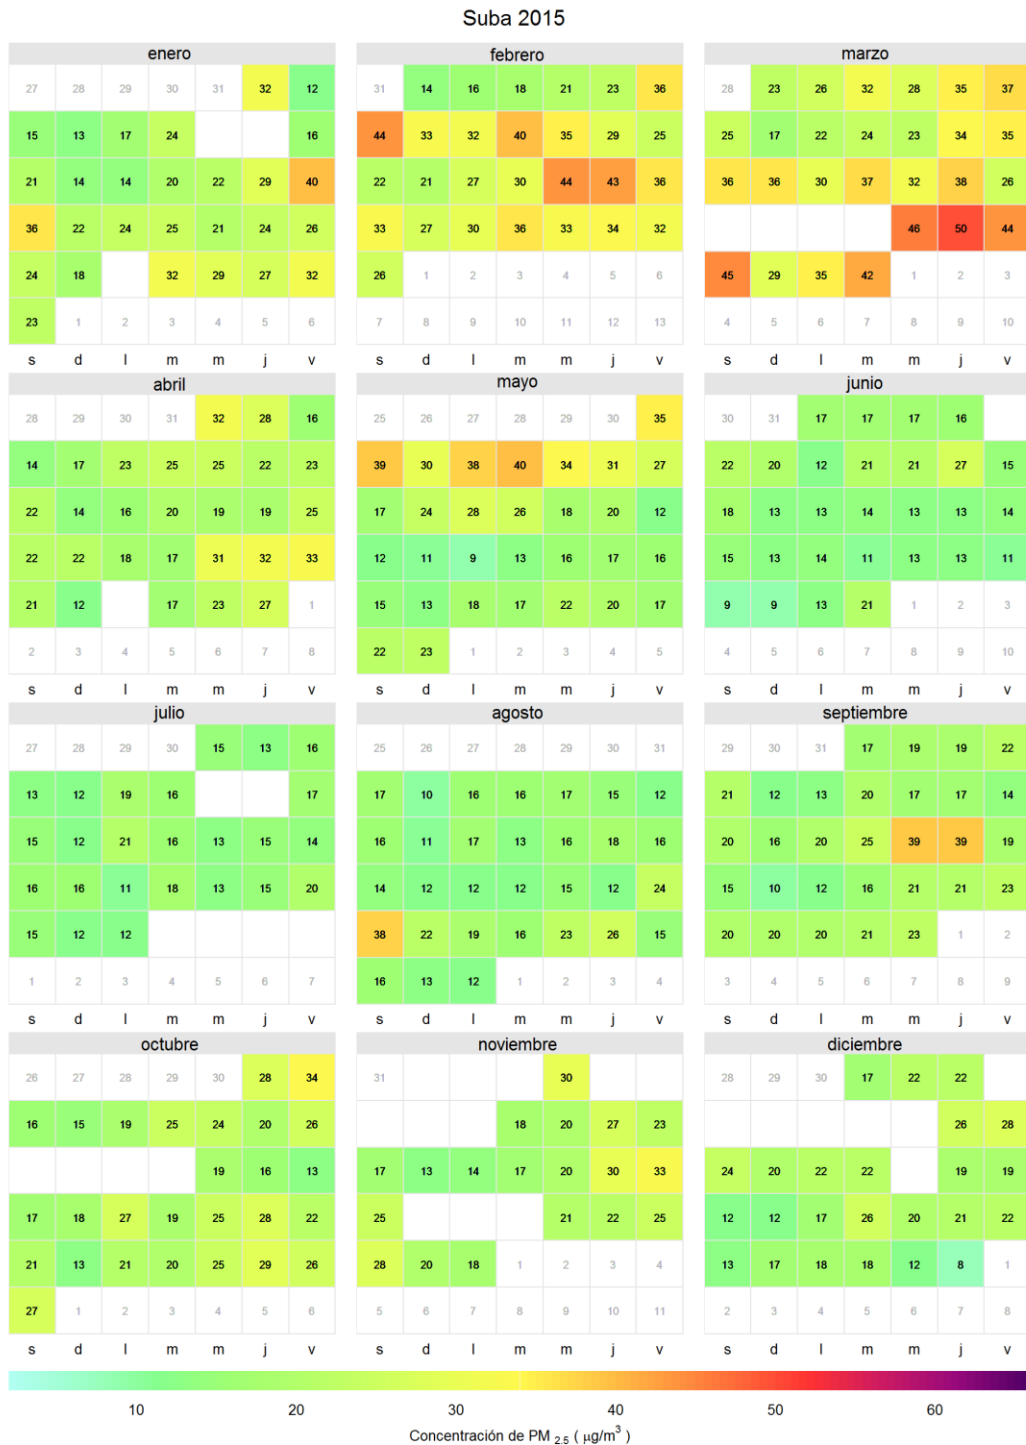 Suba 2015
enero febrero marzo
27 28 29 30 31 32 12 31 14 16 18 21 23 36 28 23 26 32 28 35 37
15 13 17 24 16 44 33 32 40 35 29 25 25 17 22 24 23 34 35
21 14 14 20 22 29 40 22 21 27 30 44 43 36 36 36 30 37 32 38 26
36 22 24 25 21 24 26 33 27 30 36 33 34 32 46 50 44
24 18 32 29 27 32 26 1 2 3 4 5 6 45 29 35 42 1 2 3
23 1 2 3 4 5 6 7 8 9 10 11 12 13 4 5 6 7 8 9 10
s d l m m j v s d l m m j v s d l m m j v
abril mayo junio
28 29 30 31 32 28 16 25 26 27 28 29 30 35 30 31 17 17 17 16
14 17 23 25 25 22 23 39 30 38 40 34 31 27 22 20 12 21 21 27 15
22 14 16 20 19 19 25 17 24 28 26 18 20 12 18 13 13 14 13 13 14
22 22 18 17 31 32 33 12 11 9 13 16 17 16 15 13 14 11 13 13 11
21 12 17 23 27 1 15 13 18 17 22 20 17 9 9 13 21 1 2 3
2 3 4 5 6 7 8 22 23 1 2 3 4 5 4 5 6 7 8 9 10
s d l m m j v s d l m m j v s d l m m j v
julio agosto septiembre
27 28 29 30 15 13 16 25 26 27 28 29 30 31 29 30 31 17 19 19 22
13 12 19 16 17 17 10 16 16 17 15 12 21 12 13 20 17 17 14
15 12 21 16 13 15 14 16 11 17 13 16 18 16 20 16 20 25 39 39 19
16 16 11 18 13 15 20 14 12 12 12 15 12 24 15 10 12 16 21 21 23
15 12 12 38 22 19 16 23 26 15 20 20 20 21 23 1 2
1 2 3 4 5 6 7 16 13 12 1 2 3 4 3 4 5 6 7 8 9
s d l m m j v s d l m m j v s d l m m j v
octubre noviembre diciembre
26 27 28 29 30 28 34 31 30 28 29 30 17 22 22
16 15 19 25 24 20 26 18 20 27 23 26 28
19 16 13 17 13 14 17 20 30 33 24 20 22 22 19 19
17 18 27 19 25 28 22 25 21 22 25 12 12 17 26 20 21 22
21 13 21 20 25 29 26 28 20 18 1 2 3 4 13 17 18 18 12 8 1
27 1 2 3 4 5 6 5 6 7 8 9 10 11 2 3 4 5 6 7 8
s d l m m j v s d l m m j v s d l m m j v
10 20 30 40 50 60
Concentración de PM 2.5 ( µg/m3 )